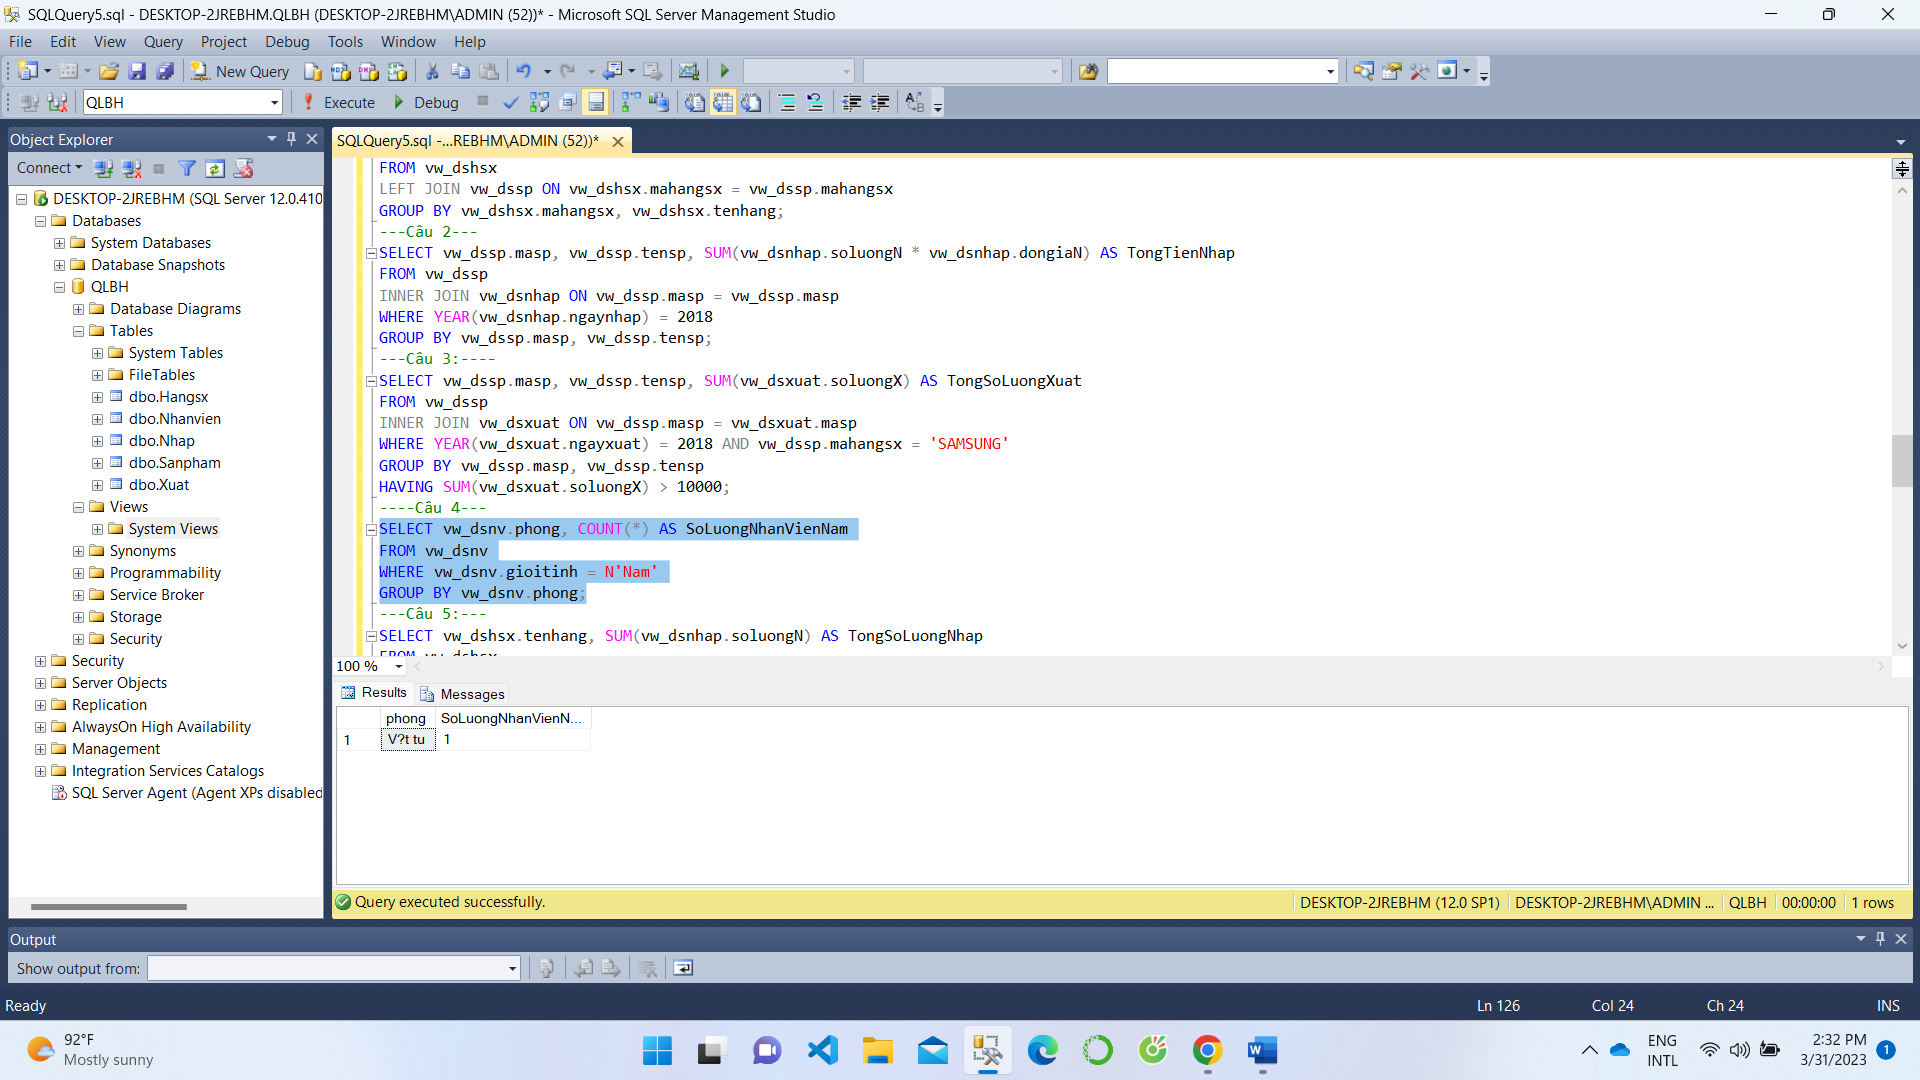 SQLQuery5.sql - DESKTOP-2JREBHM.QLBH (DESKTOP-2JREBHM\ADMIN (52))* - Microsoft SQL Server Management Studio
File Edit View Query Project Debug Tools Window Help
New Query
QLBH Execute Debug
Object Explorer
Connect
DESKTOP-2JREBHM (SQL Server 12.0.410
Databases
System Databases
Database Snapshots
QLBH
Database Diagrams
Tables
System Tables
FileTables
dbo.Hangsx
dbo.Nhanvien
dbo.Nhap
dbo.Sanpham
dbo.Xuat
Views
System Views
Synonyms
Programmability
Service Broker
Storage
Security
Security
Server Objects
Replication
AlwaysOn High Availability
Management
Integration Services Catalogs
SQL Server Agent (Agent XPs disabled
SQLQuery5.sql -...REBHM\ADMIN (52))*
FROM vw_dshsx
LEFT JOIN vw_dssp ON vw_dshsx.mahangsx = vw_dssp.mahangsx
GROUP BY vw_dshsx.mahangsx, vw_dshsx.tenhang;
---Câu 2---
SELECT vw_dssp.masp, vw_dssp.tensp, SUM(vw_dsnhap.soluongN * vw_dsnhap.dongiaN) AS TongTienNhap
FROM vw_dssp
INNER JOIN vw_dsnhap ON vw_dssp.masp = vw_dssp.masp
WHERE YEAR(vw_dsnhap.ngaynhap) = 2018
GROUP BY vw_dssp.masp, vw_dssp.tensp;
---Câu 3:----
SELECT vw_dssp.masp, vw_dssp.tensp, SUM(vw_dsxuat.soluongX) AS TongSoLuongXuat
FROM vw_dssp
INNER JOIN vw_dsxuat ON vw_dssp.masp = vw_dsxuat.masp
WHERE YEAR(vw_dsxuat.ngayxuat) = 2018 AND vw_dssp.mahangsx = 'SAMSUNG'
GROUP BY vw_dssp.masp, vw_dssp.tensp
HAVING SUM(vw_dsxuat.soluongX) > 10000;
----Câu 4---
SELECT vw_dsnv.phong, COUNT(*) AS SoLuongNhanVienNam
FROM vw_dsnv
WHERE vw_dsnv.gioitinh = N'Nam'
GROUP BY vw_dsnv.phong;
---Câu 5:---
SELECT vw_dshsx.tenhang, SUM(vw_dsnhap.soluongN) AS TongSoLuongNhap
FROM vw_dshsx
100 %
Results Messages
phong SoLuongNhanVienN...
1 V?t tu 1
Query executed successfully. DESKTOP-2JREBHM (12.0 SP1) DESKTOP-2JREBHM\ADMIN ... QLBH 00:00:00 1 rows
Output
Show output from:
Ready Ln 126 Col 24 Ch 24 INS
92°F
Mostly sunny
ENG
INTL
2:32 PM
3/31/2023
1